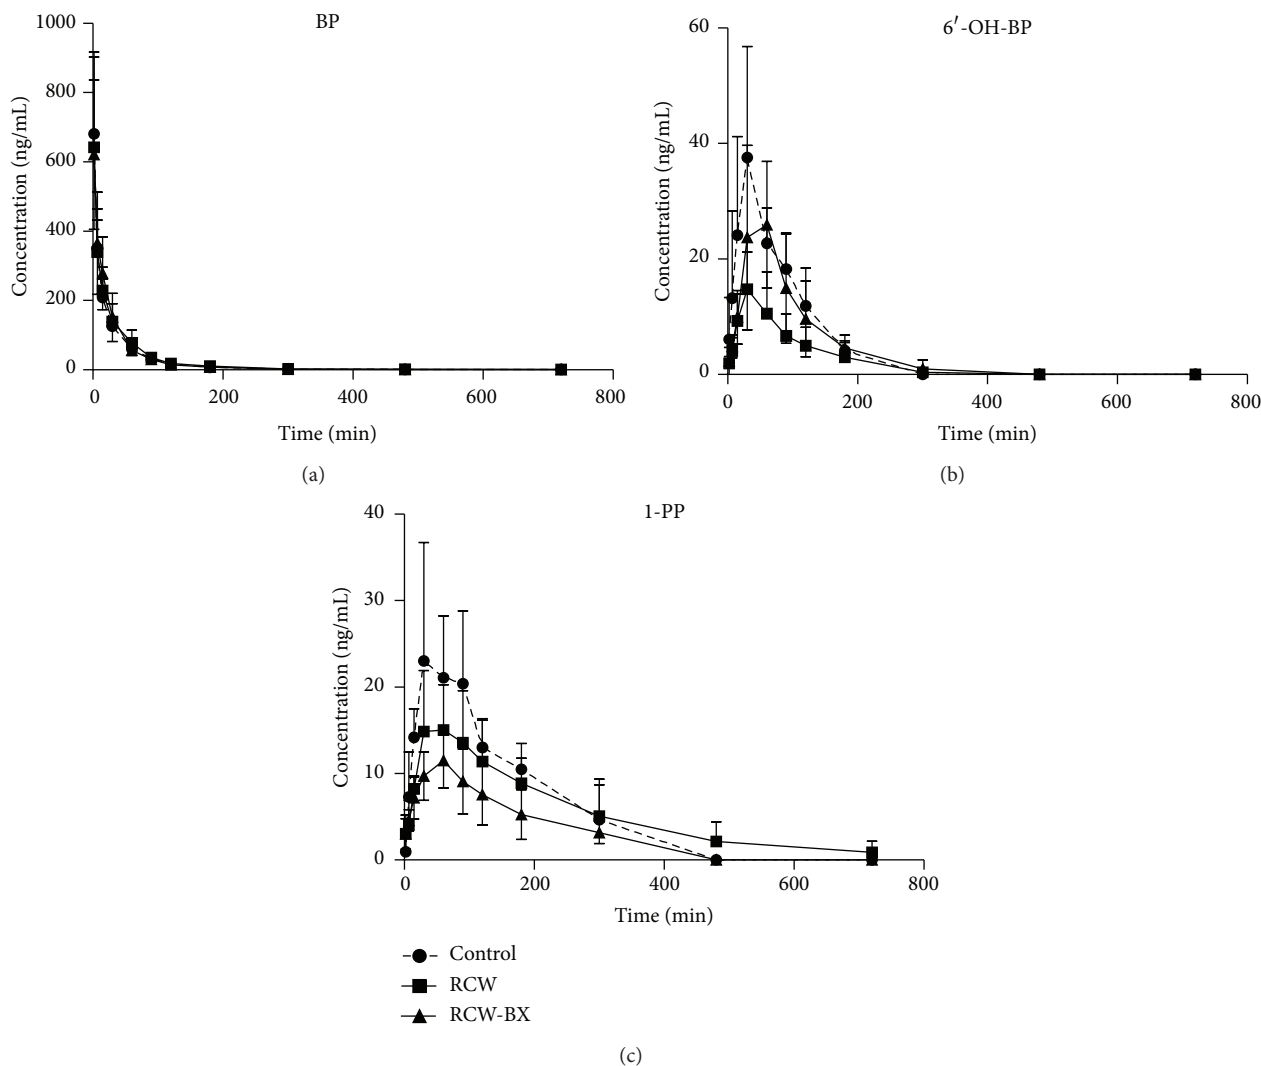 BP
Concentration (ng/mL)
1000
800
600
400
200
0
0 200 400 600 800
Time (min)
(a)
6′-OH-BP
Concentration (ng/mL)
60
40
20
0
0 200 400 600 800
Time (min)
(b)
1-PP
Concentration (ng/mL)
40
30
20
10
0
0 200 400 600 800
Time (min)
Control
RCW
RCW-BX
(c)